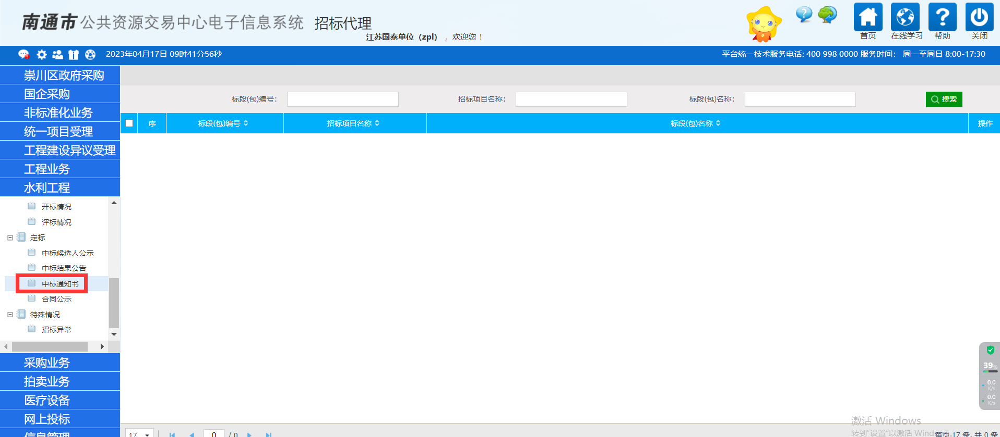 南通市公共资源交易中心电子信息系统 招标代理
江苏国泰单位（zpl），欢迎您！
首页 在线学习 帮助 关闭
2023年04月17日 09时41分56秒
平台统一技术服务电话: 400 998 0000 服务时间： 周一至周日 8:00-17:30
崇川区政府采购
国企采购
非标准化业务
统一项目受理
工程建设异议受理
工程业务
水利工程
开标情况
评标情况
定标
中标候选人公示
中标结果公告
中标通知书
合同公示
特殊情况
招标异常
采购业务
拍卖业务
医疗设备
网上投标
信息管理
标段(包)编号： 招标项目名称： 标段(包)名称： 搜索
序 标段(包)编号 招标项目名称 标段(包)名称 操作
39%
0.0
K/s
0.0
K/s
激活 Windows
转到“设置”以激活 Windows。
17 0 / 0
每页 17 条, 共 0 条